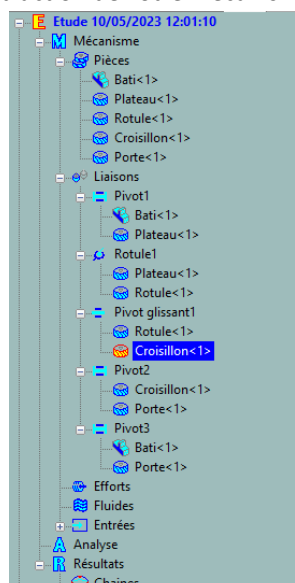 Etude 10/05/2023 12:01:10
Mécanisme
Pièces
Bati<1>
Plateau<1>
Rotule<1>
Croisillon<1>
Porte<1>
Liaisons
Pivot1
Bati<1>
Plateau<1>
Rotule1
Plateau<1>
Rotule<1>
Pivot glissant1
Rotule<1>
Croisillon<1>
Pivot2
Croisillon<1>
Porte<1>
Pivot3
Bati<1>
Porte<1>
Efforts
Fluides
Entrées
Analyse
Résultats
Chaines